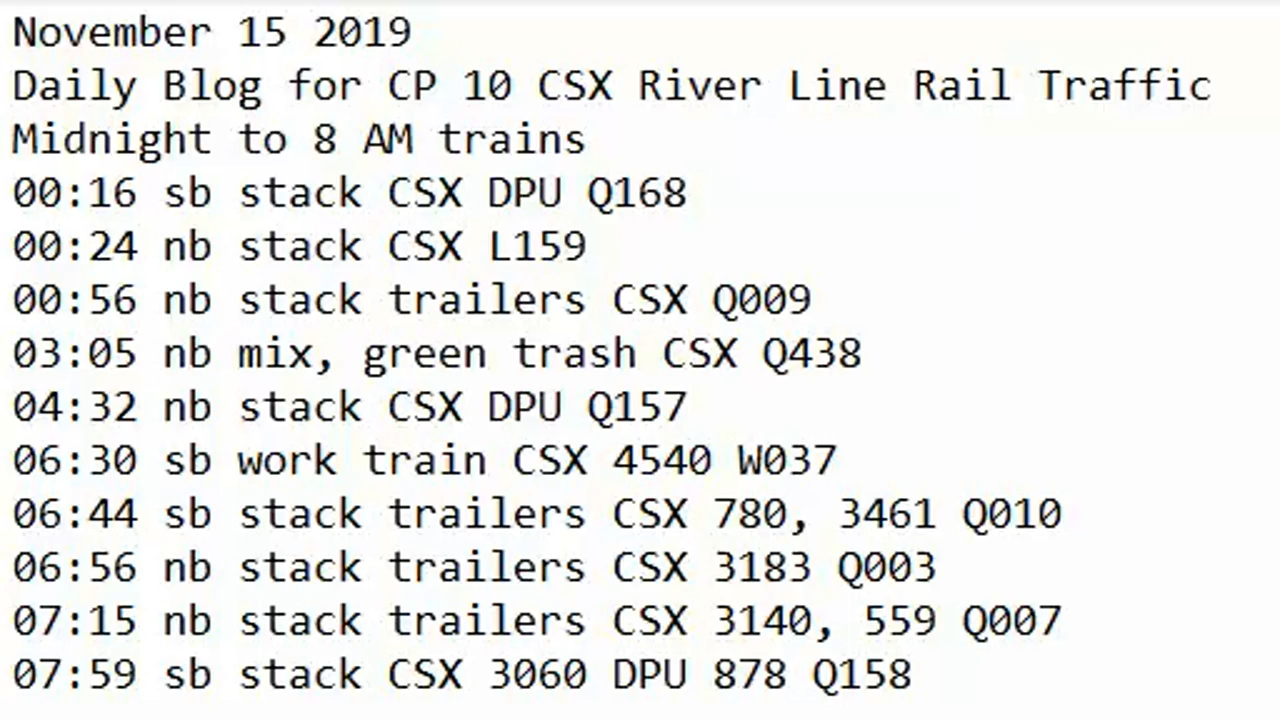 November 15 2019
Daily Blog for CP 10 CSX River Line Rail Traffic
Midnight to 8 AM trains
00:16 sb stack CSX DPU Q168
00:24 nb stack CSX L159
00:56 nb stack trailers CSX Q009
03:05 nb mix, green trash CSX Q438
04:32 nb stack CSX DPU Q157
06:30 sb work train CSX 4540 W037
06:44 sb stack trailers CSX 780, 3461 Q010
06:56 nb stack trailers CSX 3183 Q003
07:15 nb stack trailers CSX 3140, 559 Q007
07:59 sb stack CSX 3060 DPU 878 Q158